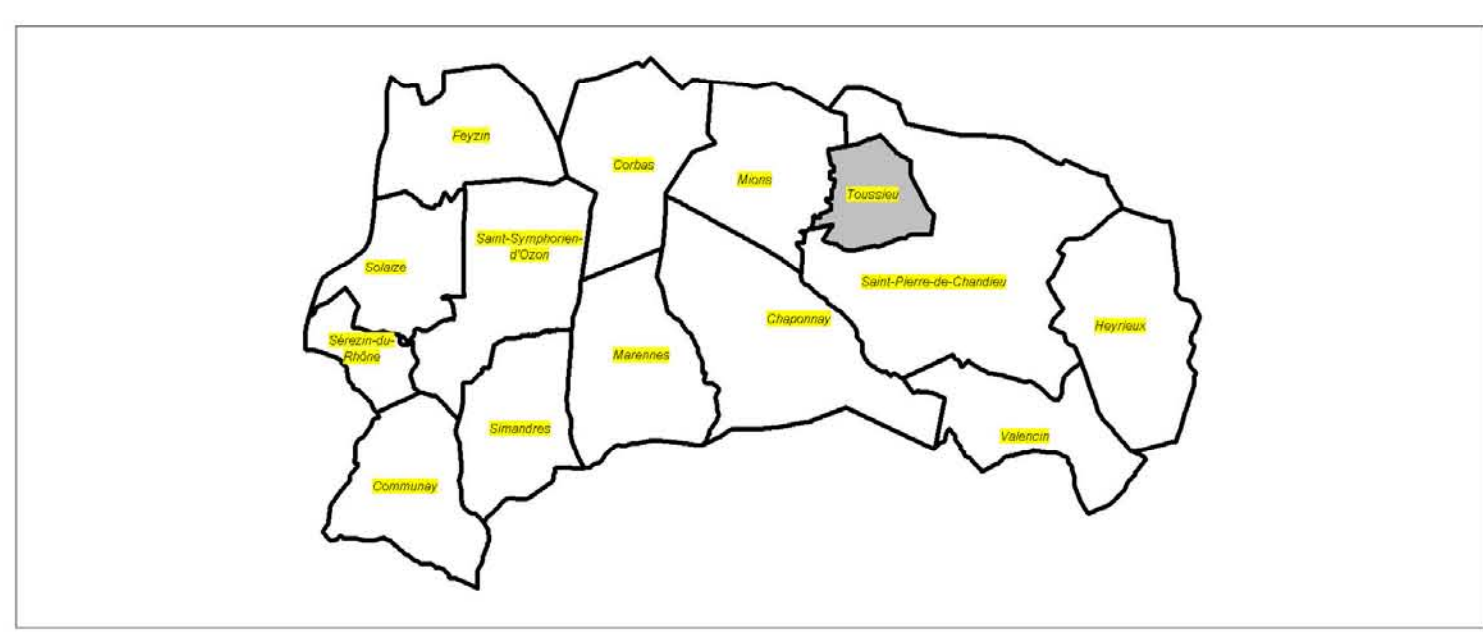 Feyzin
Corbas
Mions
Toussieu
Saint-Symphorien-
d'Ozon
Solaize
Saint-Pierre-de-Chandieu
Chaponnay
Heyrieux
Sérezin-du-
Rhône
Marennes
Simandres
Valencin
Communay